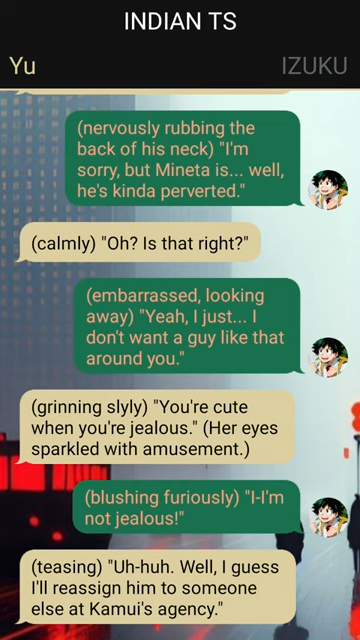 INDIAN TS
Yu
IZUKU
(nervously rubbing the
back of his neck) "I'm
sorry, but Mineta is... well,
he's kinda perverted."
(calmly) "Oh? Is that right?"
(embarrassed, looking
away) "Yeah, I just... I
don't want a guy like that
around you."
(grinning slyly) "You're cute
when you're jealous." (Her eyes
sparkled with amusement.)
(blushing furiously) "I-I'm
not jealous!"
(teasing) "Uh-huh. Well, I guess
I'll reassign him to someone
else at Kamui's agency."